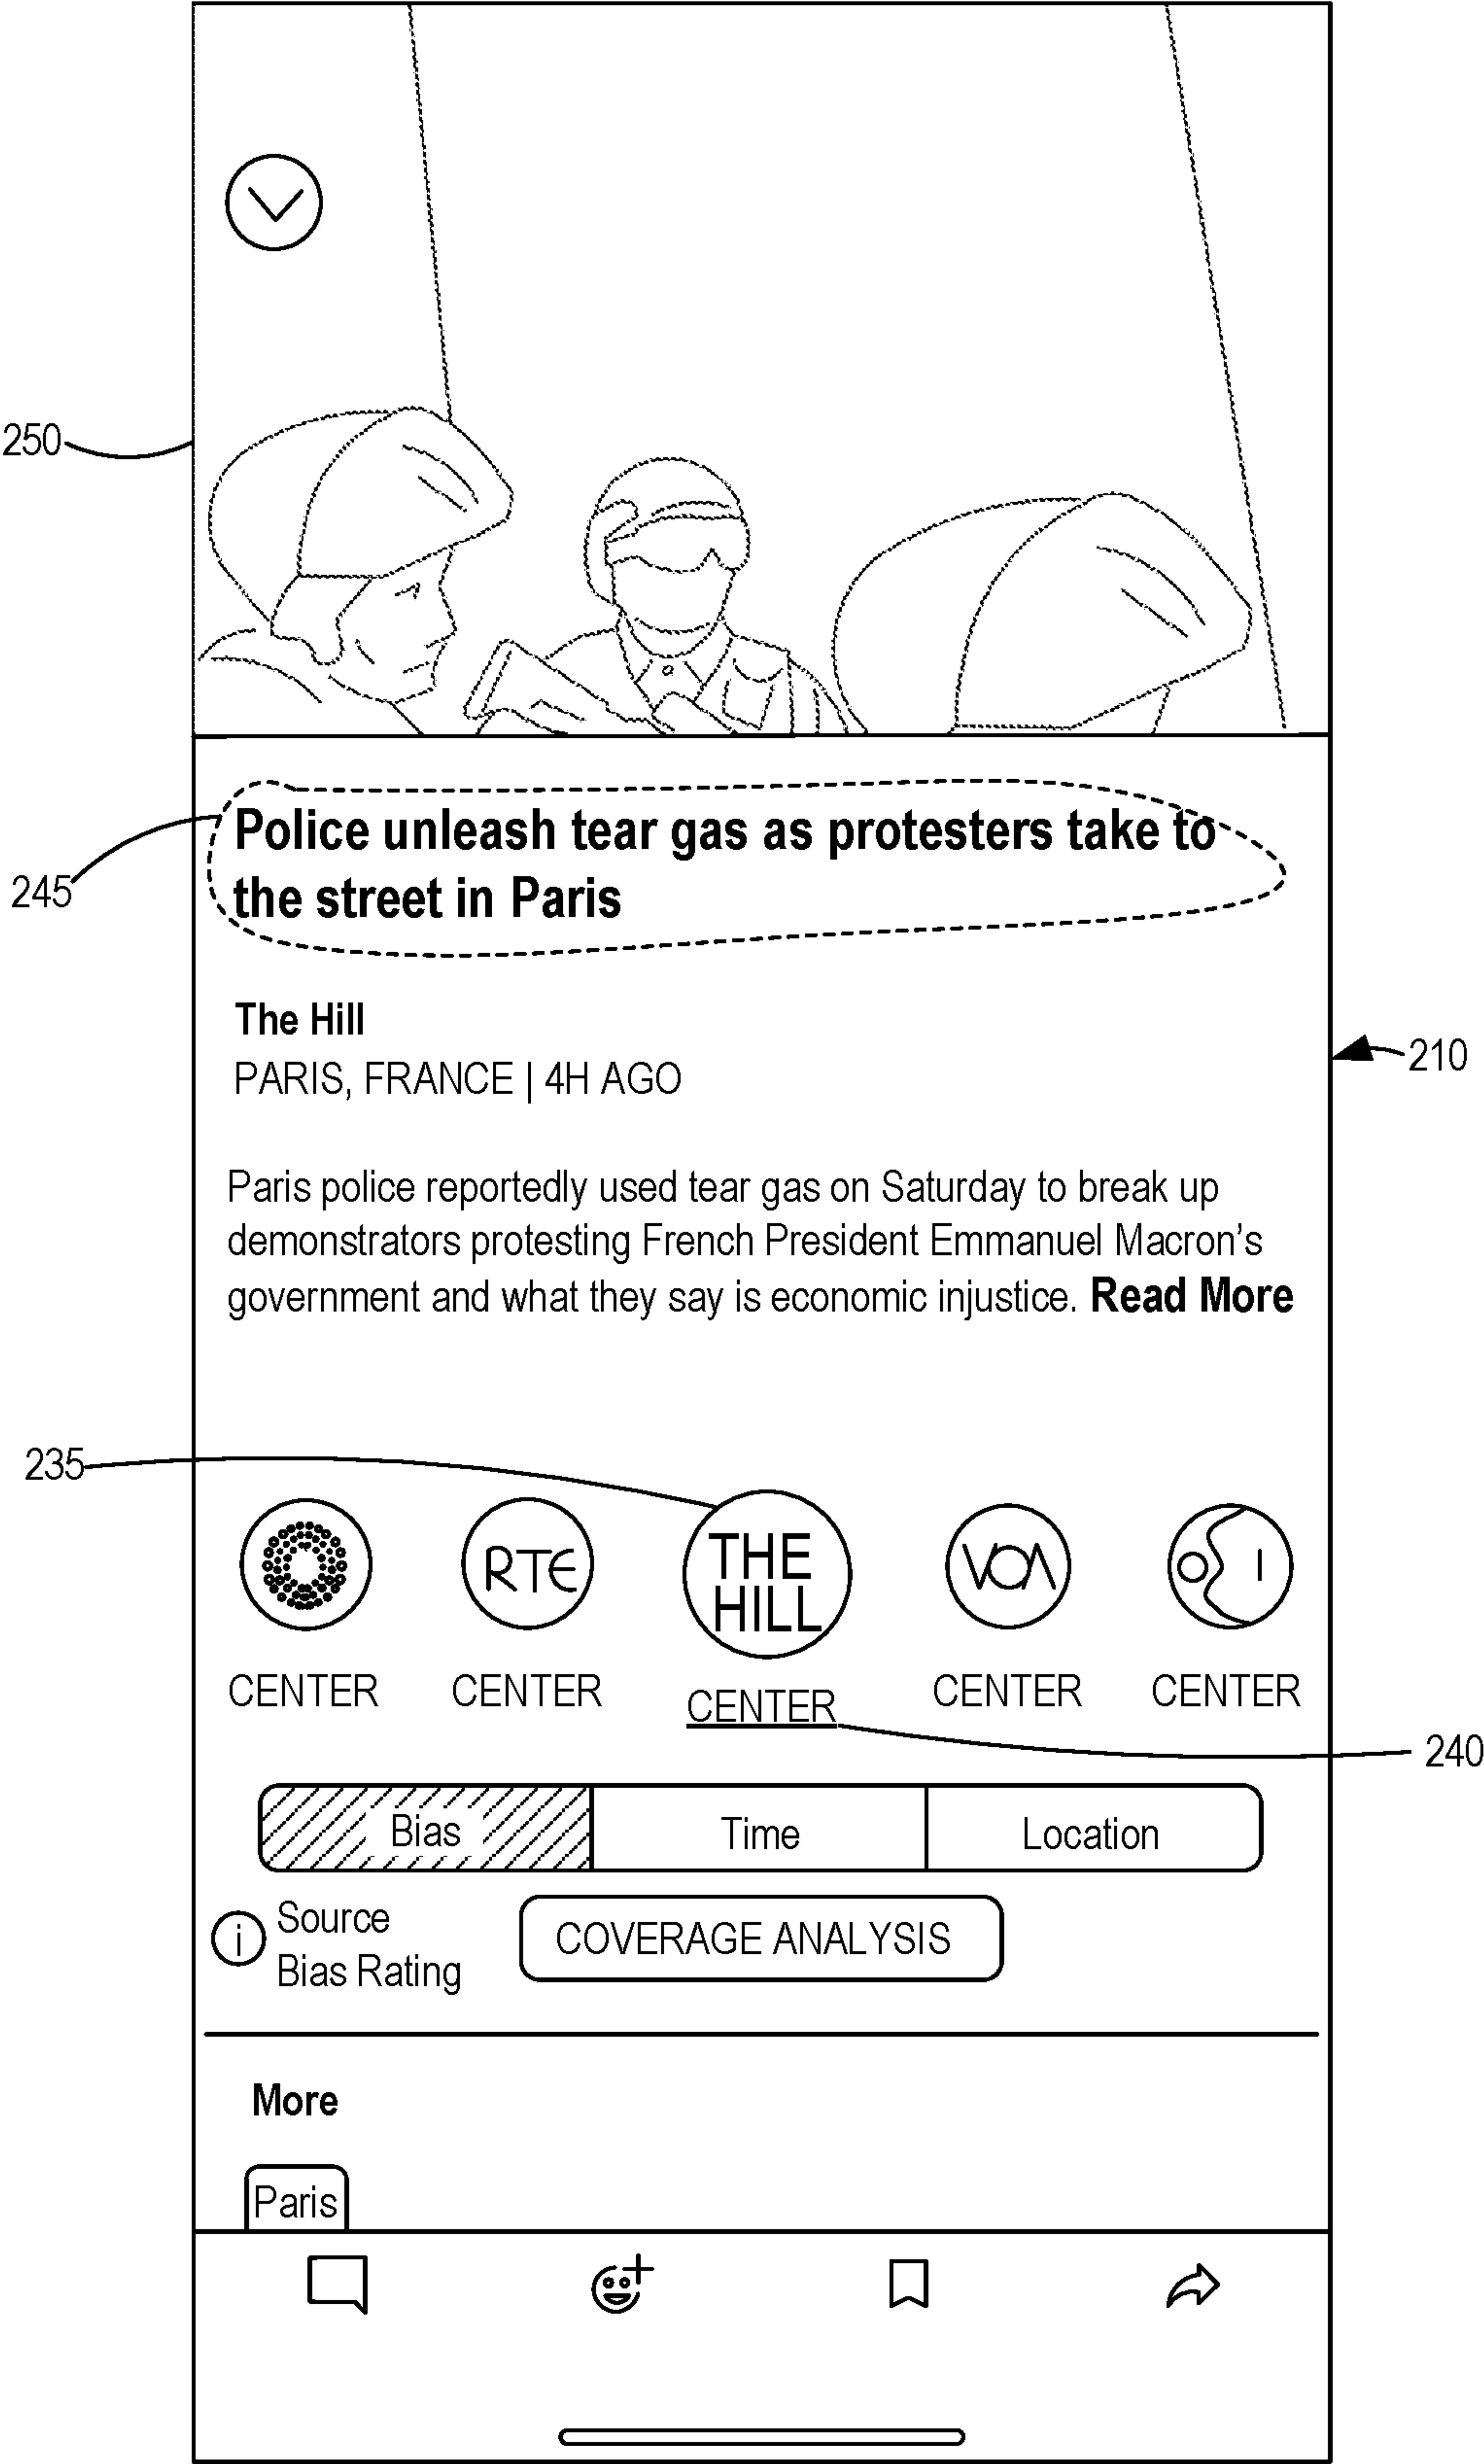 250
Police unleash tear gas as protesters take to
the street in Paris
245
The Hill
PARIS, FRANCE | 4H AGO
210
Paris police reportedly used tear gas on Saturday to break up
demonstrators protesting French President Emmanuel Macron's
government and what they say is economic injustice. Read More
235
RTE
THE
HILL
VOA
CENTER CENTER CENTER CENTER CENTER
240
Bias Time Location
i Source
Bias Rating
COVERAGE ANALYSIS
More
Paris